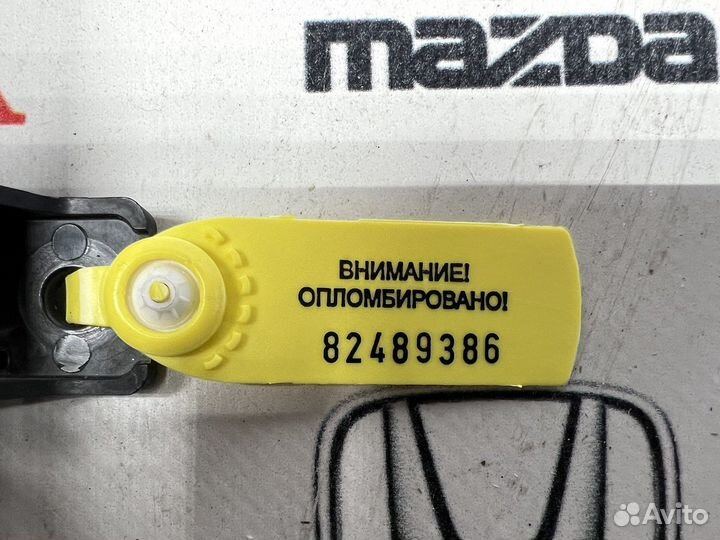 mazda
ВНИМАНИЕ!
ОПЛОМБИРОВАНО!
82489386
Avito